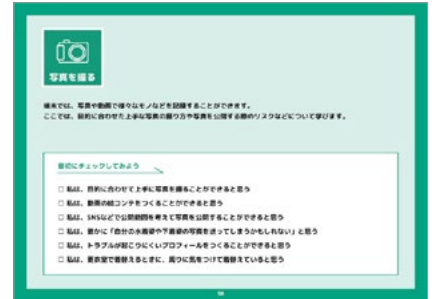 写真を撮る
端末では、写真や動画で様々なモノなどを記録することができます。
ここでは、目的に合わせた上手な写真の撮り方や写真を公開する際のリスクなどについて学びます。
最初にチェックしてみよう
□ 私は、目的に合わせて上手に写真を撮ることができると思う
□ 私は、動画の絵コンテをつくることができると思う
□ 私は、SNSなどで公開範囲を考えて写真を公開することができると思う
□ 私は、誰かに「自分の水着姿や下着姿の写真を送ってしまうかもしれない」と思う
□ 私は、トラブルが起こりにくいプロフィールをつくることができると思う
□ 私は、更衣室で着替えるときに、周りに気をつけて着替えていると思う